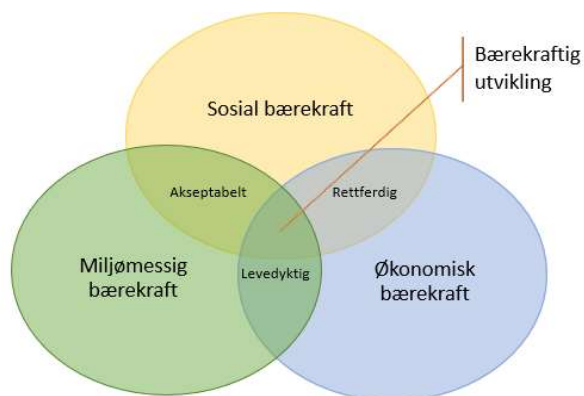 Bærekraftig
utvikling
Sosial bærekraft
Akseptabelt
Rettferdig
Miljømessig
bærekraft
Levedyktig
Økonomisk
bærekraft